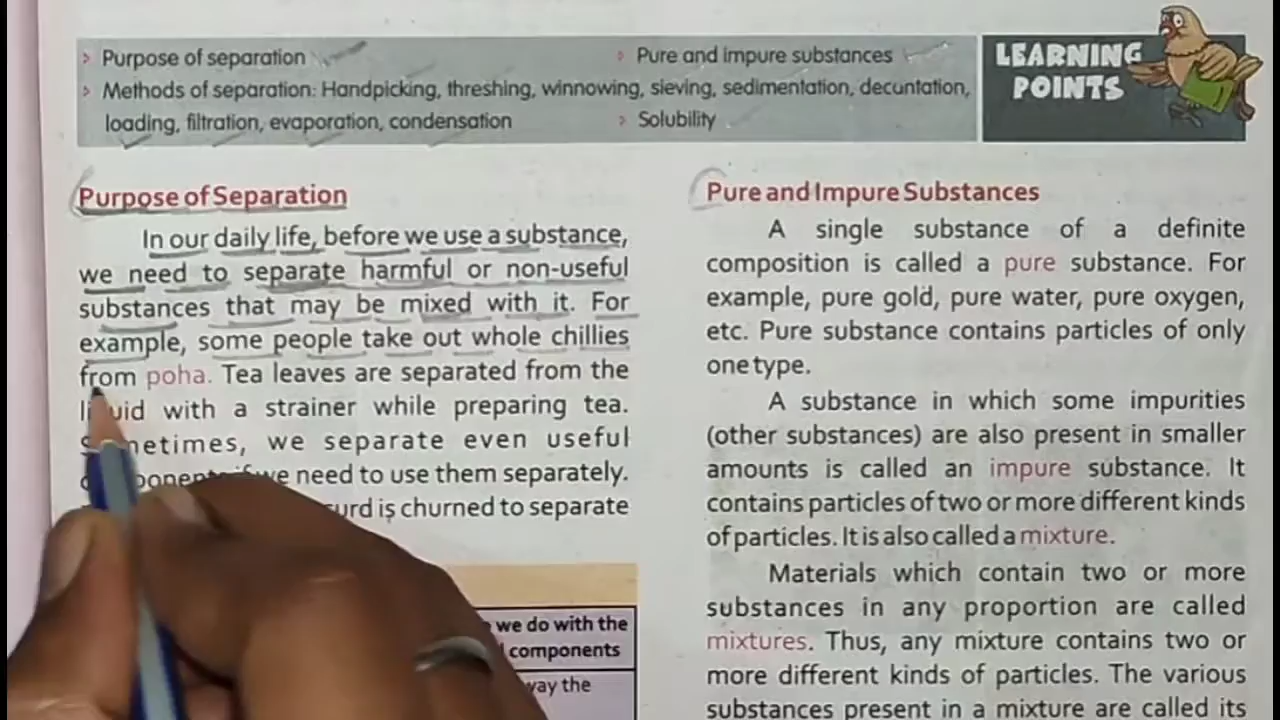 Purpose of separation
Pure and impure substances
Methods of separation: Handpicking, threshing, winnowing, sieving, sedimentation, decuntation,
loading, filtration, evaporation, condensation
Solubility
LEARNING
POINTS
Purpose of Separation
In our daily life, before we use a substance,
we need to separate harmful or non-useful
substances that may be mixed with it. For
example, some people take out whole chillies
from poha. Tea leaves are separated from the
liquid with a strainer while preparing tea.
Sometimes, we separate even useful
we need to use them separately.
is churned to separate
we do with the
components
way the
Pure and Impure Substances
A single substance of a definite
composition is called a pure substance. For
example, pure gold, pure water, pure oxygen,
etc. Pure substance contains particles of only
one type.
A substance in which some impurities
(other substances) are also present in smaller
amounts is called an impure substance. It
contains particles of two or more different kinds
of particles. It is also called a mixture.
Materials which contain two or more
substances in any proportion are called
mixtures. Thus, any mixture contains two or
more different kinds of particles. The various
substances present in a mixture are called its